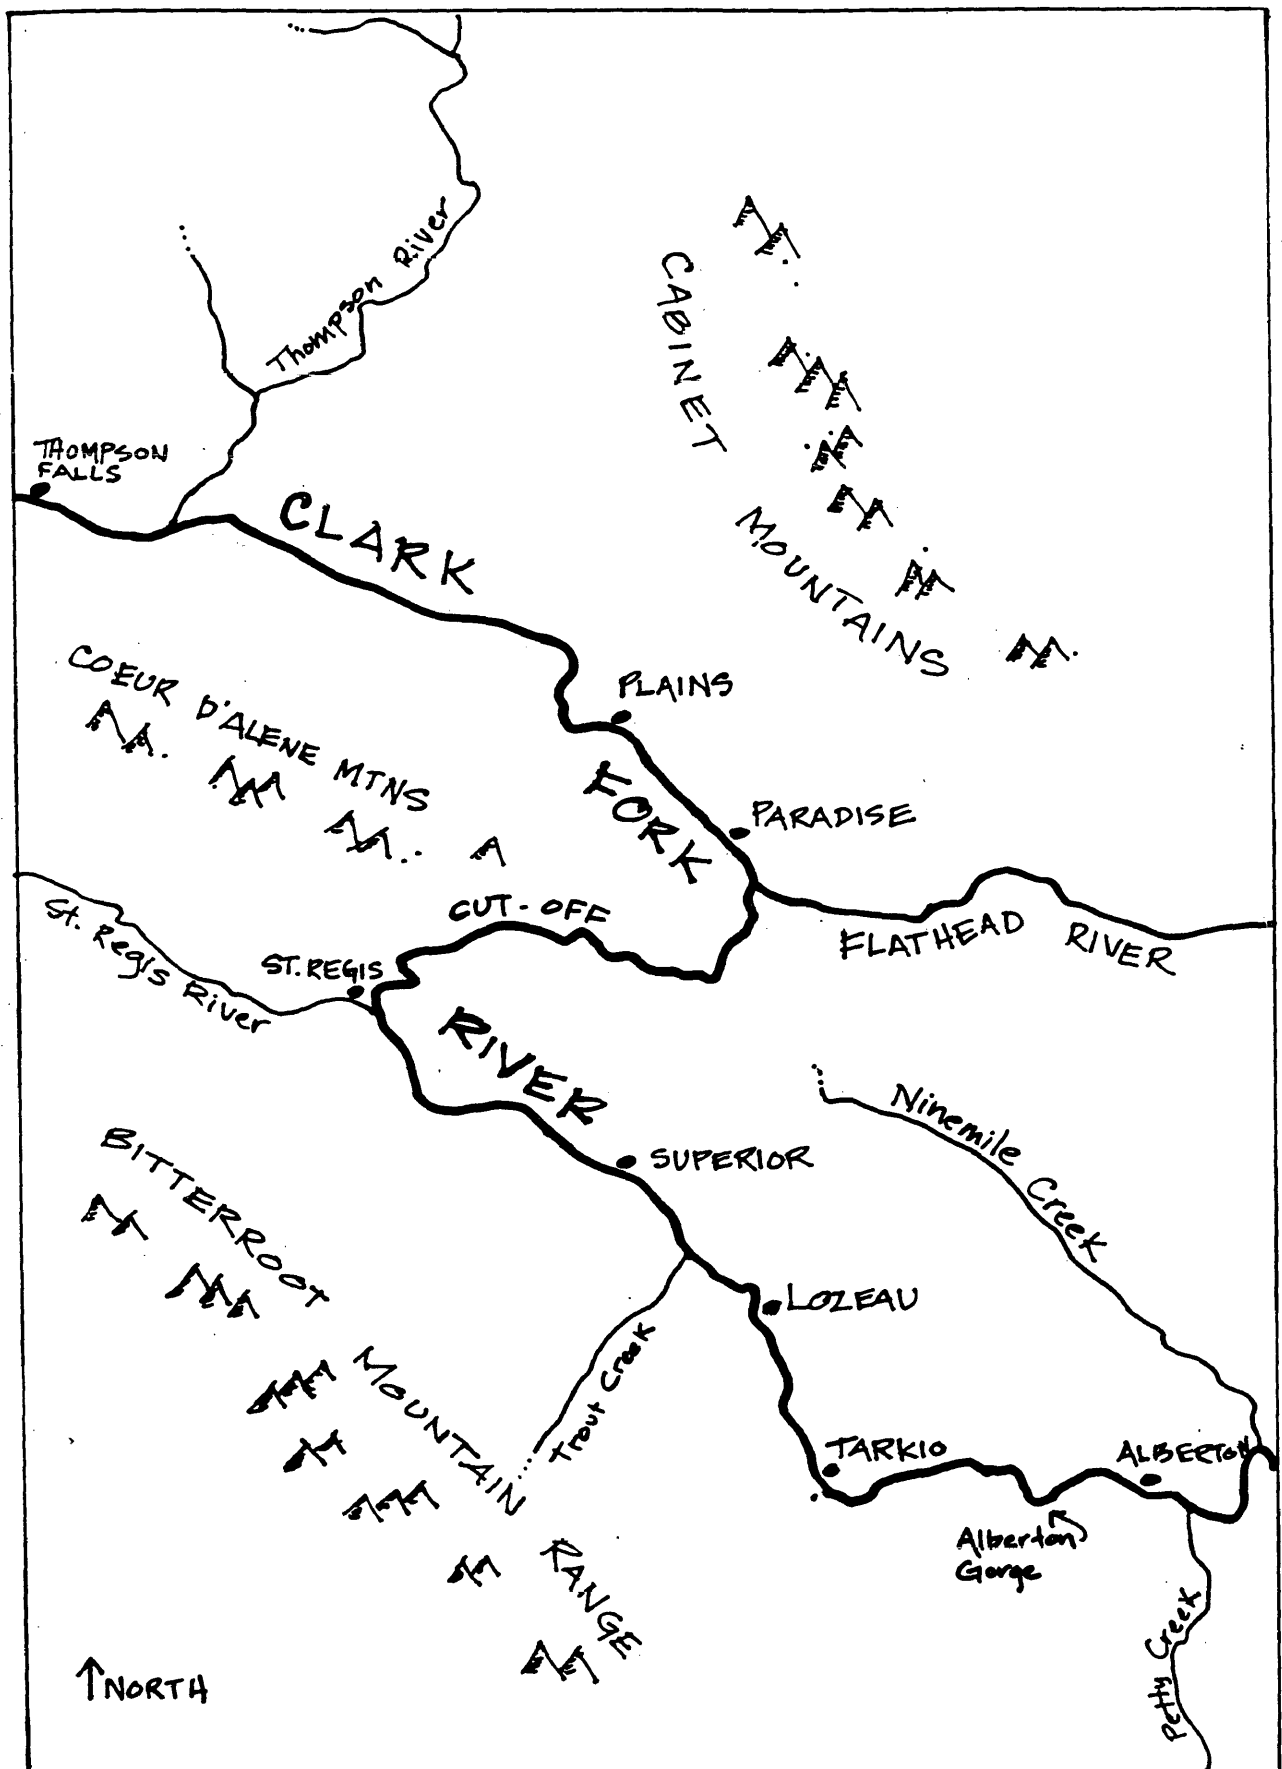 Thompson River
CABINET
MOUNTAINS
THOMPSON
FALLS
CLARK
FORK
RIVER
COEUR D'ALENE MTNS
PLAINS
PARADISE
CUT-OFF
FLATHEAD RIVER
St. Regis River
ST. REGIS
Ninemile Creek
SUPERIOR
BITTERROOT
MOUNTAIN
RANGE
LOZEAU
Trout Creek
TARKIO
ALBERTON
Alberton
Gorge
Petty Creek
↑NORTH